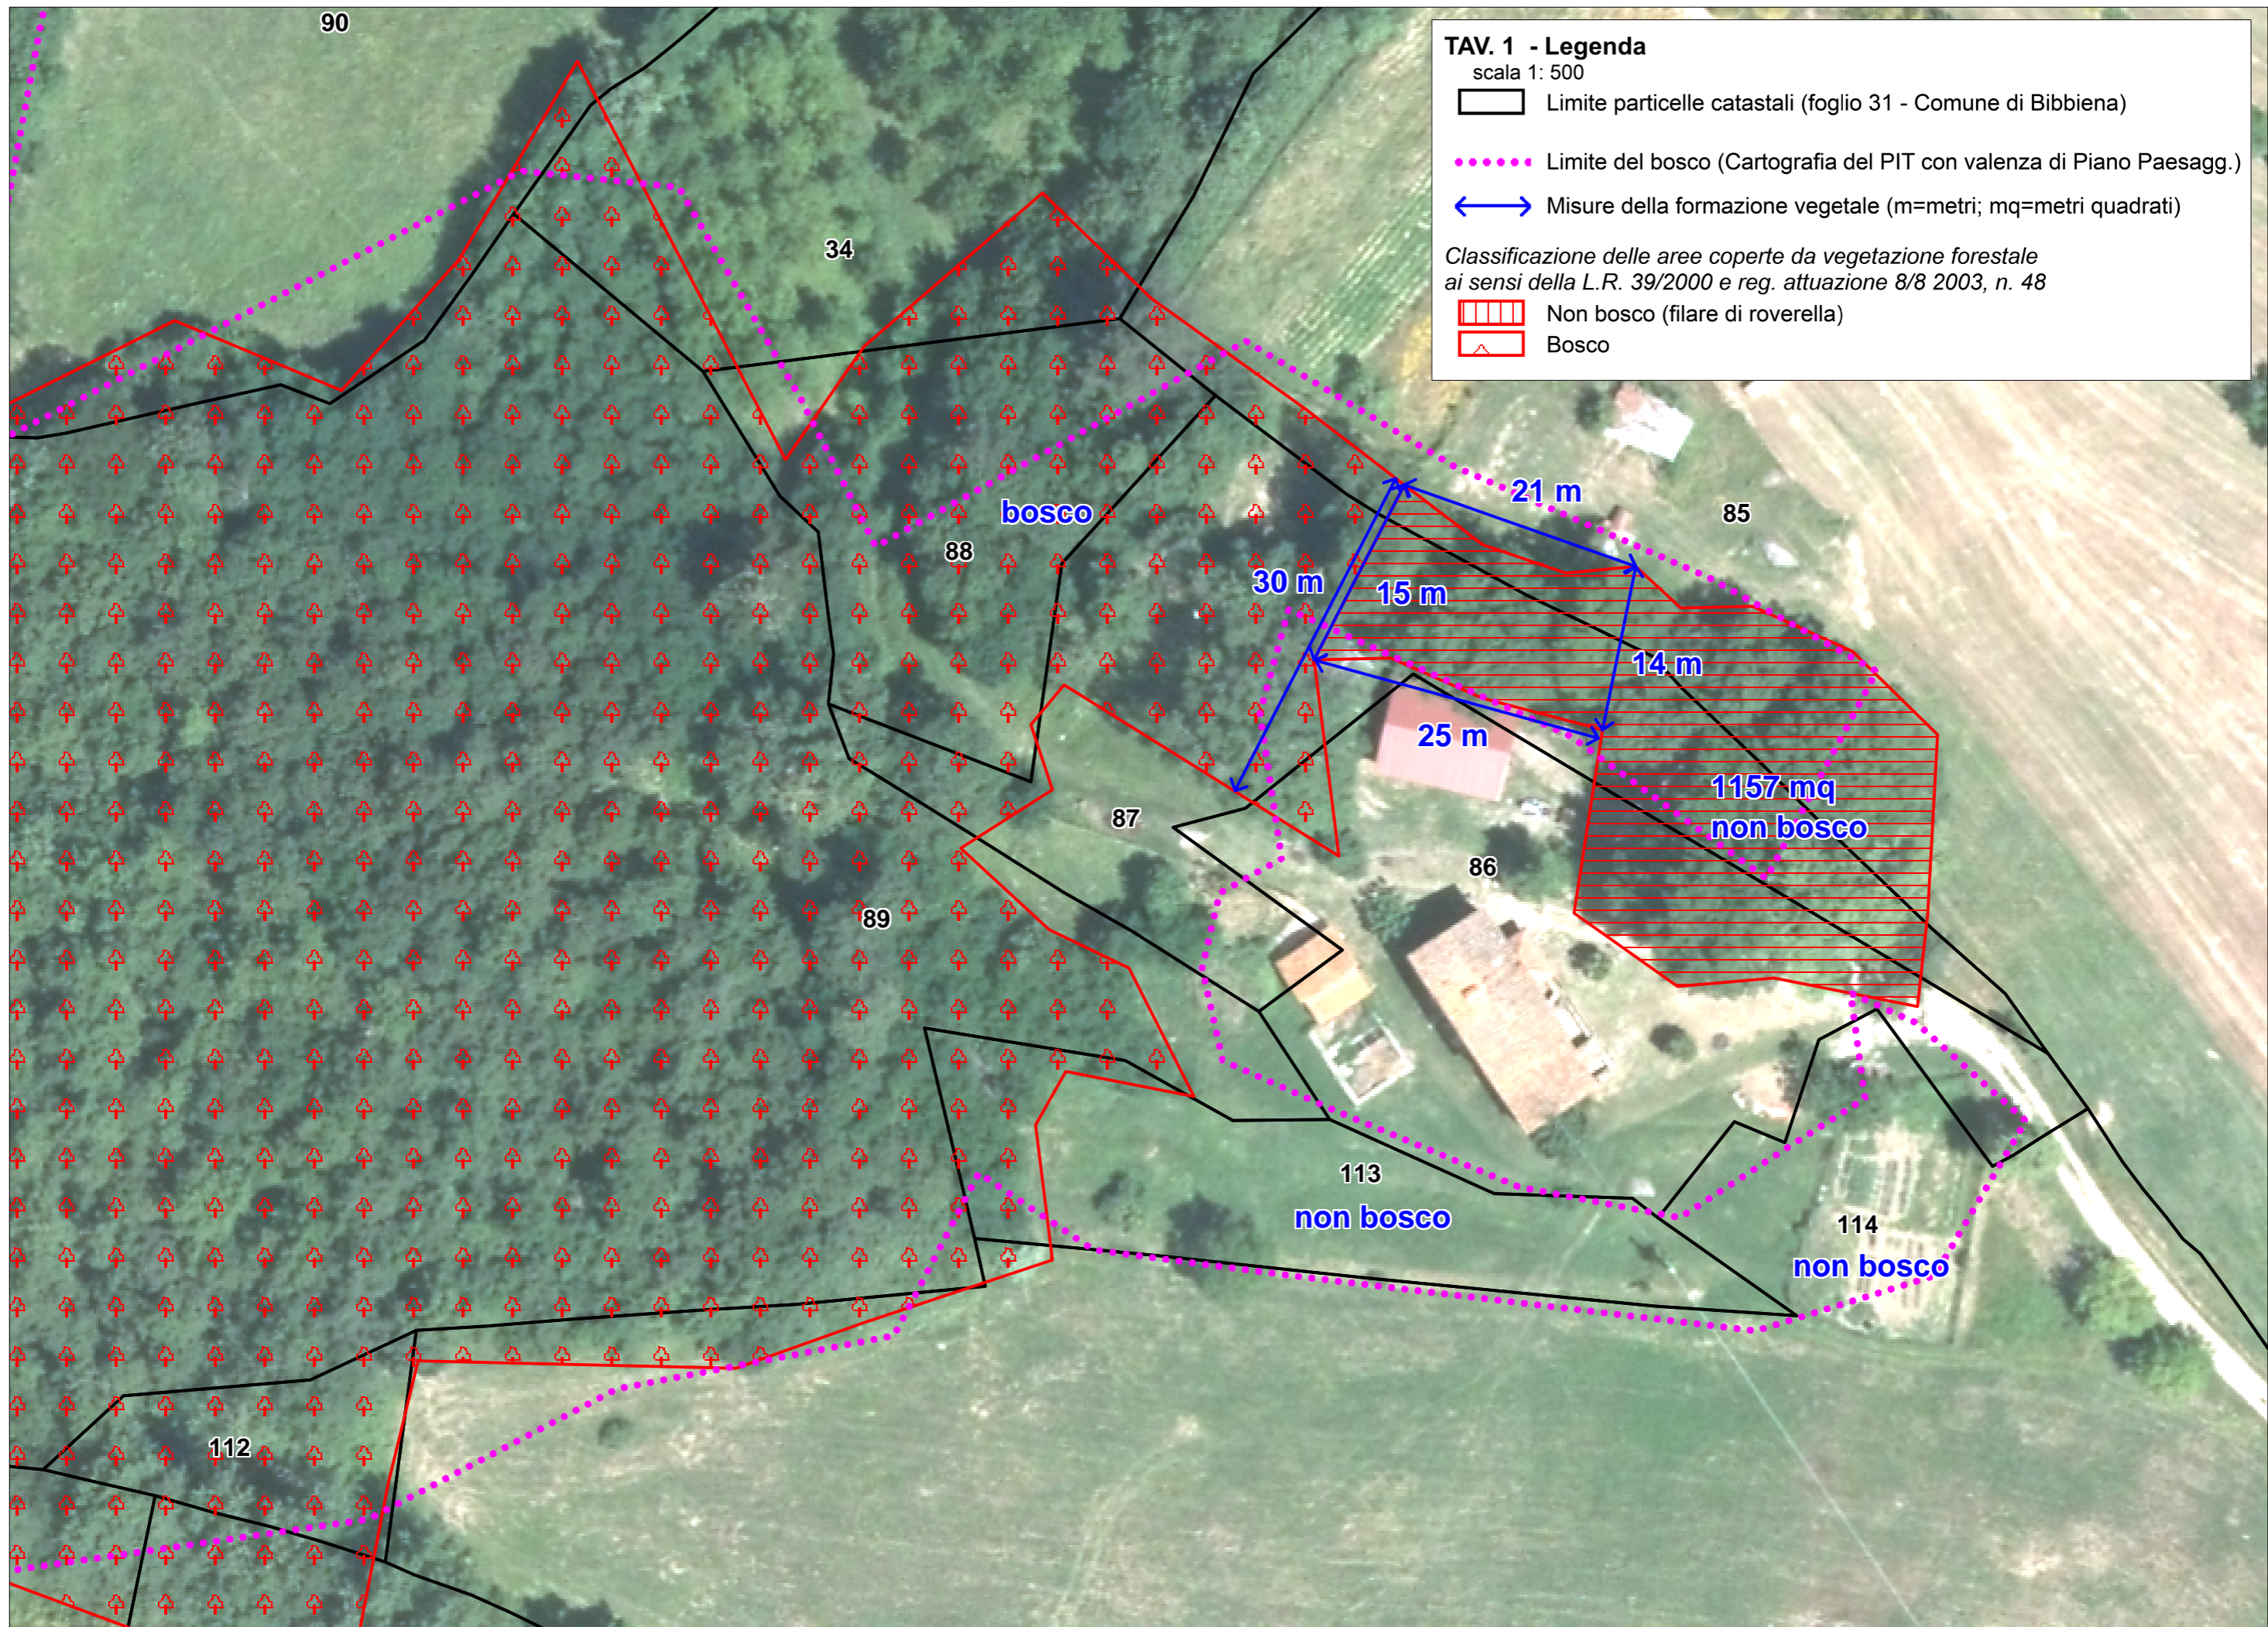 90
TAV. 1 - Legenda
scala 1: 500
Limite particelle catastali (foglio 31 - Comune di Bibbiena)
Limite del bosco (Cartografia del PIT con valenza di Piano Paesagg.)
Misure della formazione vegetale (m=metri; mq=metri quadrati)
Classificazione delle aree coperte da vegetazione forestale
ai sensi della L.R. 39/2000 e reg. attuazione 8/8 2003, n. 48
Non bosco (filare di roverella)
Bosco
34
21 m
85
bosco
88
30 m
15 m
14 m
25 m
1157 mq
non bosco
87
86
89
113
non bosco
114
non bosco
112